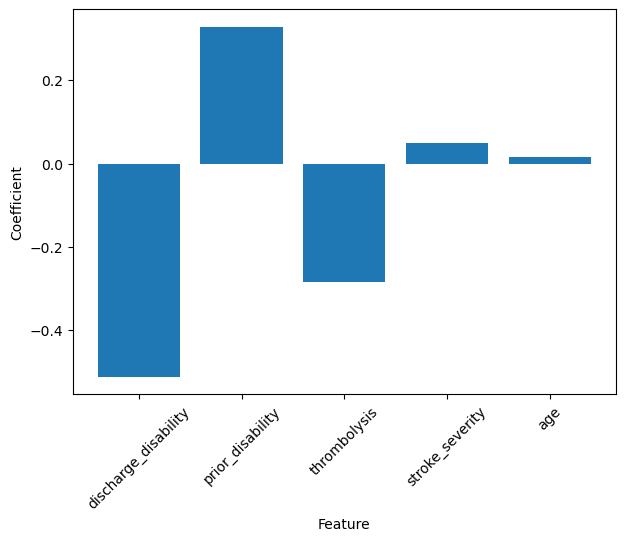 0.2
0.0
−0.2
−0.4
Coefficient
discharge_disability
prior_disability
thrombolysis
stroke_severity
age
Feature